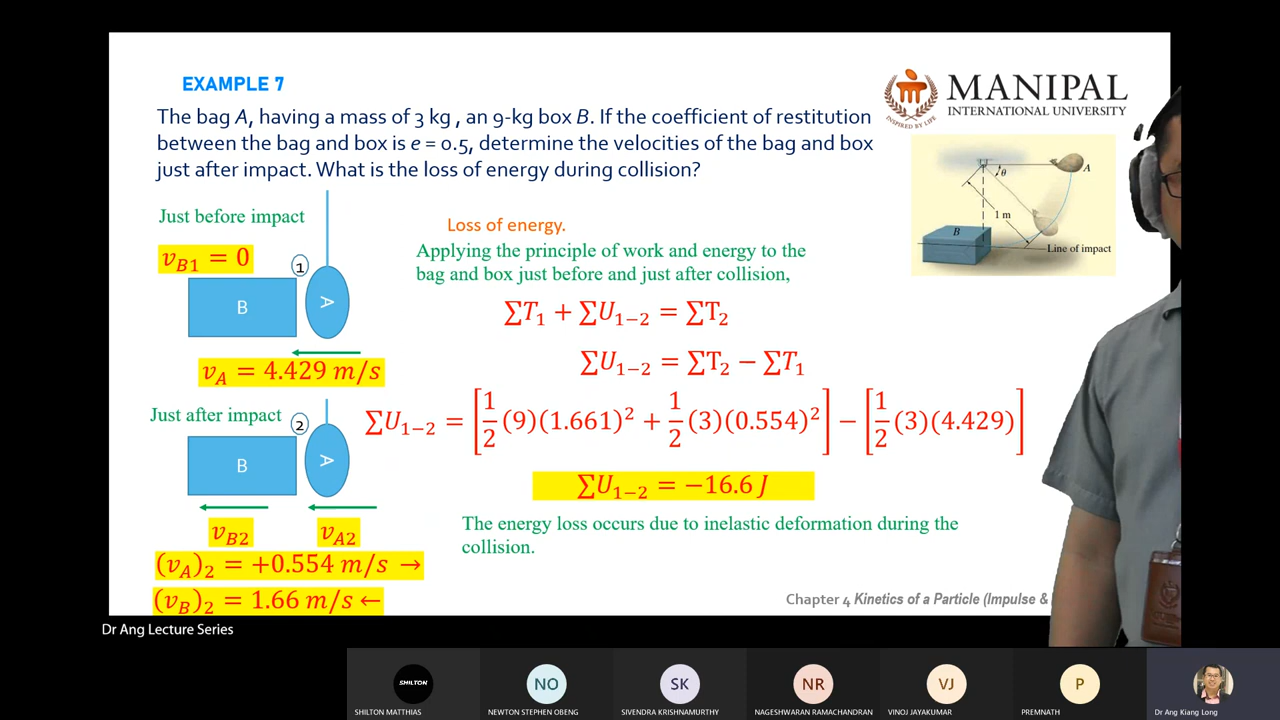 EXAMPLE 7
MANIPAL
INTERNATIONAL UNIVERSITY
INSPIRED BY LIFE
The bag A, having a mass of 3 kg , an 9-kg box B. If the coefficient of restitution
between the bag and box is e = 0.5, determine the velocities of the bag and box
just after impact. What is the loss of energy during collision?
A
θ
1 m
B
Line of impact
Just before impact
v_B1 = 0
1
B
A
v_A = 4.429 m/s
Just after impact
2
B
A
v_B2
v_A2
(v_A)_2 = +0.554 m/s →
(v_B)_2 = 1.66 m/s ←
Loss of energy.
Applying the principle of work and energy to the
bag and box just before and just after collision,
∑T_1 + ∑U_1−2 = ∑T_2
∑U_1−2 = ∑T_2 − ∑T_1
∑U_1−2 = [1/2 (9)(1.661)² + 1/2 (3)(0.554)²] − [1/2 (3)(4.429)]
∑U_1−2 = −16.6 J
The energy loss occurs due to inelastic deformation during the
collision.
Chapter 4 Kinetics of a Particle (Impulse &
Dr Ang Lecture Series
SHILTON
SHILTON MATTHIAS
NO
NEWTON STEPHEN OBENG
SK
SIVENDRA KRISHNAMURTHY
NR
NAGESHWARAN RAMACHANDRAN
VJ
VINOJ JAYAKUMAR
P
PREMNATH
Dr Ang Kiang Long